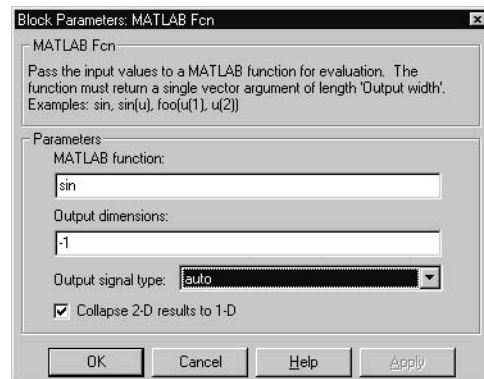 Block Parameters: MATLAB Fcn
MATLAB Fcn
Pass the input values to a MATLAB function for evaluation. The
function must return a single vector argument of length 'Output width'.
Examples: sin, sin(u), foo(u(1), u(2))
Parameters
MATLAB function:
sin
Output dimensions:
-1
Output signal type: auto
Collapse 2-D results to 1-D
OK Cancel Help Apply